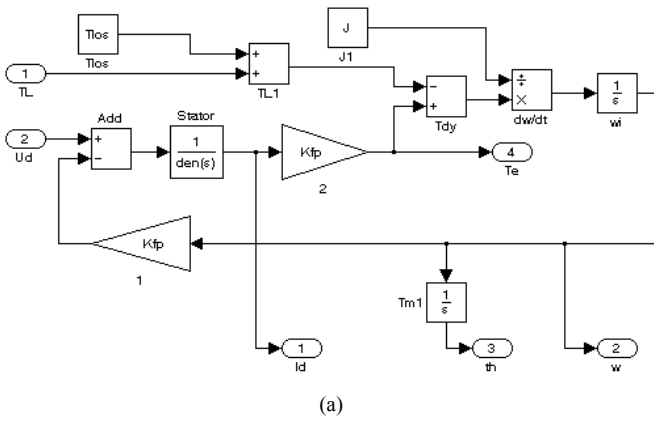 Tlos
Tlos
J
J1
1
TL
+
+
TL1
−
+
Tdy
÷
×
dw/dt
1
s
wi
2
Ud
Add
+
−
Stator
1
den(s)
Kfp
2
4
Te
Kfp
1
Tm1
1
s
1
Id
3
th
2
w
(a)